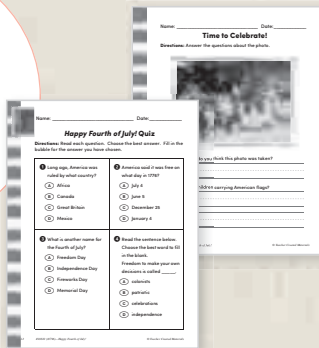 Name: Date:
Time to Celebrate!
Directions: Answer the questions about the photo.
do you think this photo was taken?
children carrying American flags?
© Teacher Created Materials
Name: Date:
Happy Fourth of July! Quiz
Directions: Read each question. Choose the best answer. Fill in the
bubble for the answer you have chosen.
1 Long ago, America was
ruled by what country?
A Africa
B Canada
C Great Britain
D Mexico
2 America said it was free on
what day in 1776?
A July 4
B June 5
C December 25
D January 4
3 What is another name for
the Fourth of July?
A Freedom Day
B Independence Day
C Fireworks Day
D Memorial Day
4 Read the sentence below.
Choose the best word to fill
in the blank.
Freedom to make your own
decisions is called _____.
A colonists
B patriotic
C celebrations
D independence
Happy Fourth of July!
© Teacher Created Materials